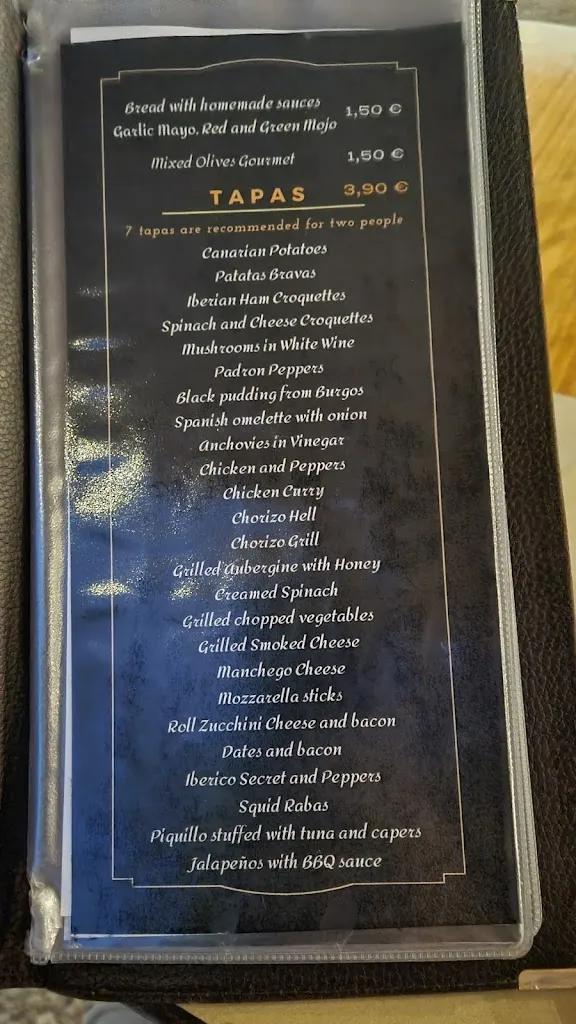 Bread with homemade sauces
Garlic Mayo, Red and Green Mojo 1,50 €
Mixed Olives Gourmet 1,50 €
TAPAS 3,90 €
7 tapas are recommended for two people
Canarian Potatoes
Patatas Bravas
Iberian Ham Croquettes
Spinach and Cheese Croquettes
Mushrooms in White Wine
Padron Peppers
Black pudding from Burgos
Spanish omelette with onion
Anchovies in Vinegar
Chicken and Peppers
Chicken Curry
Chorizo Hell
Chorizo Grill
Grilled Aubergine with Honey
Creamed Spinach
Grilled chopped vegetables
Grilled Smoked Cheese
Manchego Cheese
Mozzarella sticks
Roll Zucchini Cheese and bacon
Dates and bacon
Iberico Secret and Peppers
Squid Rabas
Piquillo stuffed with tuna and capers
Jalapeños with BBQ sauce